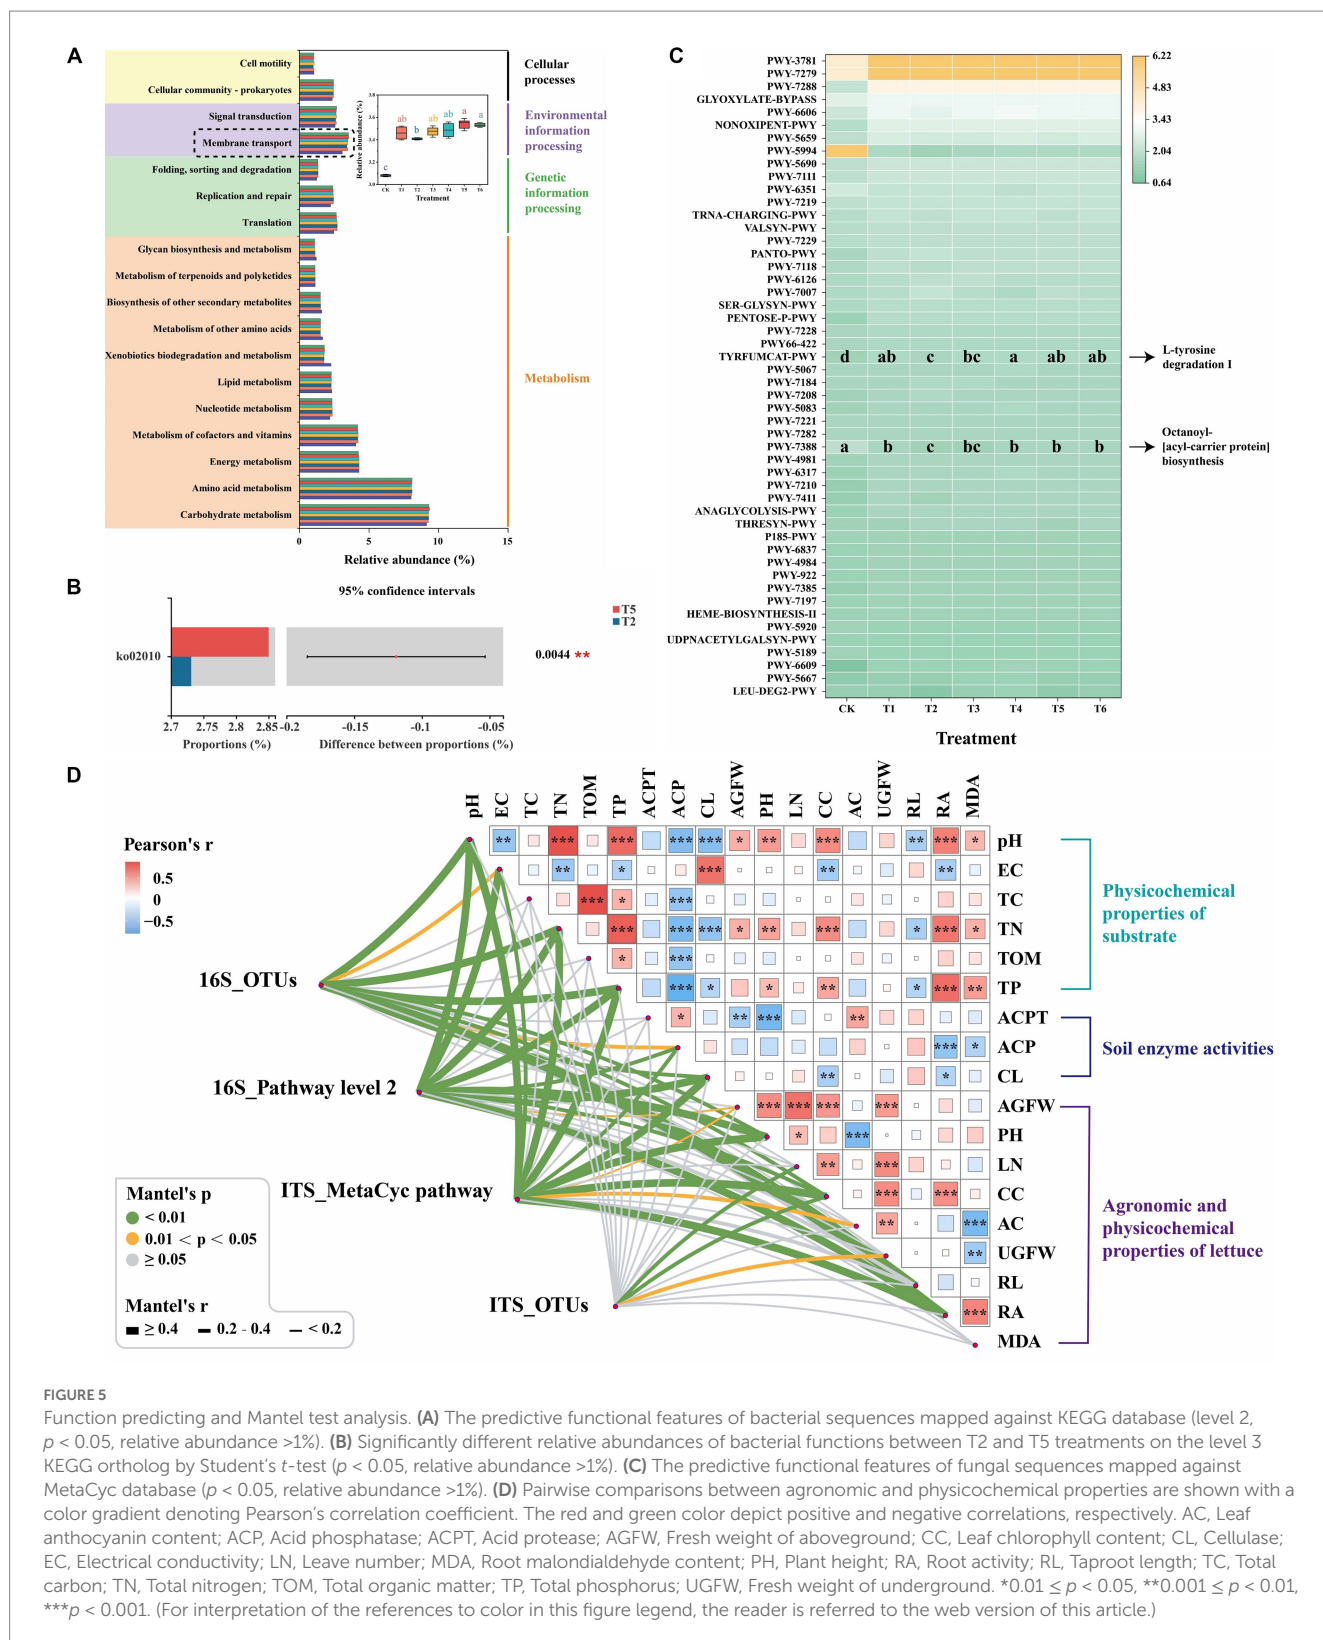 A
Cell motility
Cellular community - prokaryotes
Signal transduction
Membrane transport
Folding, sorting and degradation
Replication and repair
Translation
Glycan biosynthesis and metabolism
Metabolism of terpenoids and polyketides
Biosynthesis of other secondary metabolites
Metabolism of other amino acids
Xenobiotics biodegradation and metabolism
Lipid metabolism
Nucleotide metabolism
Metabolism of cofactors and vitamins
Energy metabolism
Amino acid metabolism
Carbohydrate metabolism
0 5 10 15
Relative abundance (%)
Cellular
processes
Environmental
information
processing
Genetic
information
processing
Metabolism
Relative abundance (%)
3.8
3.6
3.4
3.2
3.0
c ab b ab ab a a
CK T1 T2 T3 T4 T5 T6
Treatment
B
95% confidence intervals
T5
T2
ko02010
0.0044 **
2.7 2.75 2.8 2.85 -0.2 -0.15 -0.1 -0.05 -0.04
Proportions (%) Difference between proportions (%)
C
PWY-3781
PWY-7279
PWY-7288
GLYOXYLATE-BYPASS
PWY-6606
NONOXIPENT-PWY
PWY-5659
PWY-5994
PWY-5690
PWY-7111
PWY-6351
PWY-7219
TRNA-CHARGING-PWY
VALSYN-PWY
PWY-7229
PANTO-PWY
PWY-7118
PWY-6126
PWY-7007
SER-GLYSYN-PWY
PENTOSE-P-PWY
PWY-7228
PWY66-422
TYRFUMCAT-PWY d ab c bc a ab ab
PWY-5067
PWY-7184
PWY-7208
PWY-5083
PWY-7221
PWY-7282
PWY-7388 a b c bc b b b
PWY-4981
PWY-6317
PWY-7210
PWY-7411
ANAGLYCOLYSIS-PWY
THRESYN-PWY
P185-PWY
PWY-6837
PWY-4984
PWY-922
PWY-7385
PWY-7197
HEME-BIOSYNTHESIS-II
PWY-5920
UDPNACETYLGALSYN-PWY
PWY-5189
PWY-6609
PWY-5667
LEU-DEG2-PWY
CK T1 T2 T3 T4 T5 T6
Treatment
6.22
4.83
3.43
2.04
0.64
L-tyrosine
degradation I
Octanoyl-
[acyl-carrier protein]
biosynthesis
D
pH EC TC TN TOM TP ACPT ACP CL AGFW PH LN CC AC UGFW RL RA MDA
** *** *** *** *** * ** *** ** *** * pH
** * *** ** ** EC
*** * *** TC
*** *** *** * ** *** * *** * TN
* *** TOM
*** * * ** * *** ** TP
* ** *** ** ACPT
*** * ACP
** * CL
*** *** *** *** AGFW
* *** PH
** *** LN
*** *** CC
** *** AC
** UGFW
RL
*** RA
MDA
Pearson's r
0.5
0
−0.5
16S_OTUs
16S_Pathway level 2
ITS_MetaCyc pathway
ITS_OTUs
Mantel's p
< 0.01
0.01 < p < 0.05
≥ 0.05
Mantel's r
≥ 0.4 0.2 - 0.4 < 0.2
Physicochemical
properties of
substrate
Soil enzyme activities
Agronomic and
physicochemical
properties of lettuce
FIGURE 5
Function predicting and Mantel test analysis. (A) The predictive functional features of bacterial sequences mapped against KEGG database (level 2,
p < 0.05, relative abundance >1%). (B) Significantly different relative abundances of bacterial functions between T2 and T5 treatments on the level 3
KEGG ortholog by Student's t-test (p < 0.05, relative abundance >1%). (C) The predictive functional features of fungal sequences mapped against
MetaCyc database (p < 0.05, relative abundance >1%). (D) Pairwise comparisons between agronomic and physicochemical properties are shown with a
color gradient denoting Pearson's correlation coefficient. The red and green color depict positive and negative correlations, respectively. AC, Leaf
anthocyanin content; ACP, Acid phosphatase; ACPT, Acid protease; AGFW, Fresh weight of aboveground; CC, Leaf chlorophyll content; CL, Cellulase;
EC, Electrical conductivity; LN, Leave number; MDA, Root malondialdehyde content; PH, Plant height; RA, Root activity; RL, Taproot length; TC, Total
carbon; TN, Total nitrogen; TOM, Total organic matter; TP, Total phosphorus; UGFW, Fresh weight of underground. *0.01 ≤ p < 0.05, **0.001 ≤ p < 0.01,
***p < 0.001. (For interpretation of the references to color in this figure legend, the reader is referred to the web version of this article.)